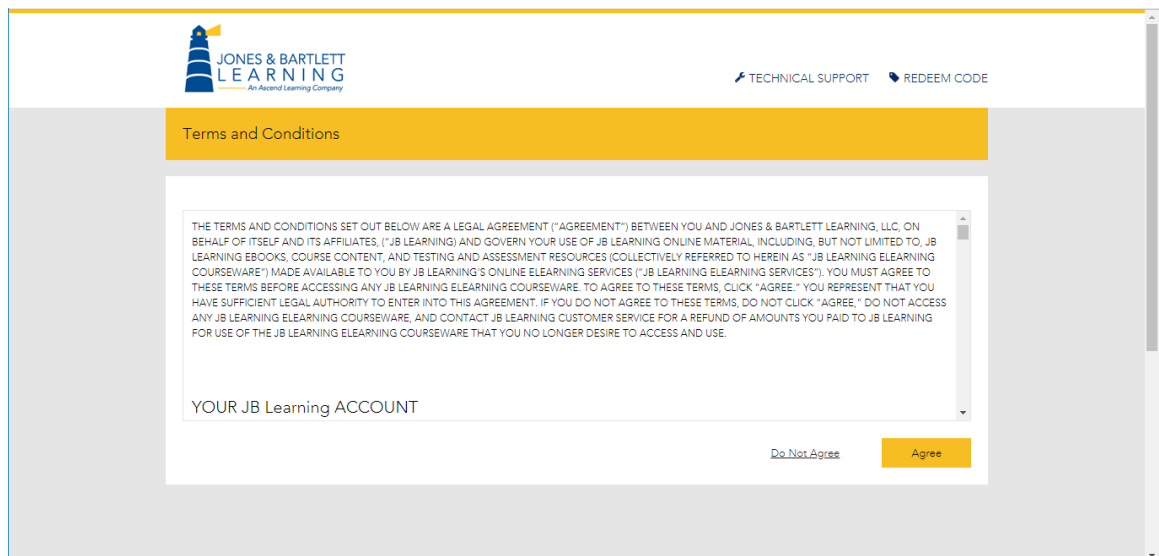 JONES & BARTLETT
LEARNING
An Ascend Learning Company
TECHNICAL SUPPORT
REDEEM CODE
Terms and Conditions
THE TERMS AND CONDITIONS SET OUT BELOW ARE A LEGAL AGREEMENT ("AGREEMENT") BETWEEN YOU AND JONES & BARTLETT LEARNING, LLC, ON
BEHALF OF ITSELF AND ITS AFFILIATES, ("JB LEARNING) AND GOVERN YOUR USE OF JB LEARNING ONLINE MATERIAL, INCLUDING, BUT NOT LIMITED TO, JB
LEARNING EBOOKS, COURSE CONTENT, AND TESTING AND ASSESSMENT RESOURCES (COLLECTIVELY REFERRED TO HEREIN AS "JB LEARNING ELEARNING
COURSEWARE") MADE AVAILABLE TO YOU BY JB LEARNING'S ONLINE ELEARNING SERVICES ("JB LEARNING ELEARNING SERVICES"). YOU MUST AGREE TO
THESE TERMS BEFORE ACCESSING ANY JB LEARNING ELEARNING COURSEWARE. TO AGREE TO THESE TERMS, CLICK "AGREE." YOU REPRESENT THAT YOU
HAVE SUFFICIENT LEGAL AUTHORITY TO ENTER INTO THIS AGREEMENT. IF YOU DO NOT AGREE TO THESE TERMS, DO NOT CLICK "AGREE," DO NOT ACCESS
ANY JB LEARNING ELEARNING COURSEWARE, AND CONTACT JB LEARNING CUSTOMER SERVICE FOR A REFUND OF AMOUNTS YOU PAID TO JB LEARNING
FOR USE OF THE JB LEARNING ELEARNING COURSEWARE THAT YOU NO LONGER DESIRE TO ACCESS AND USE.
YOUR JB Learning ACCOUNT
Do Not Agree
Agree